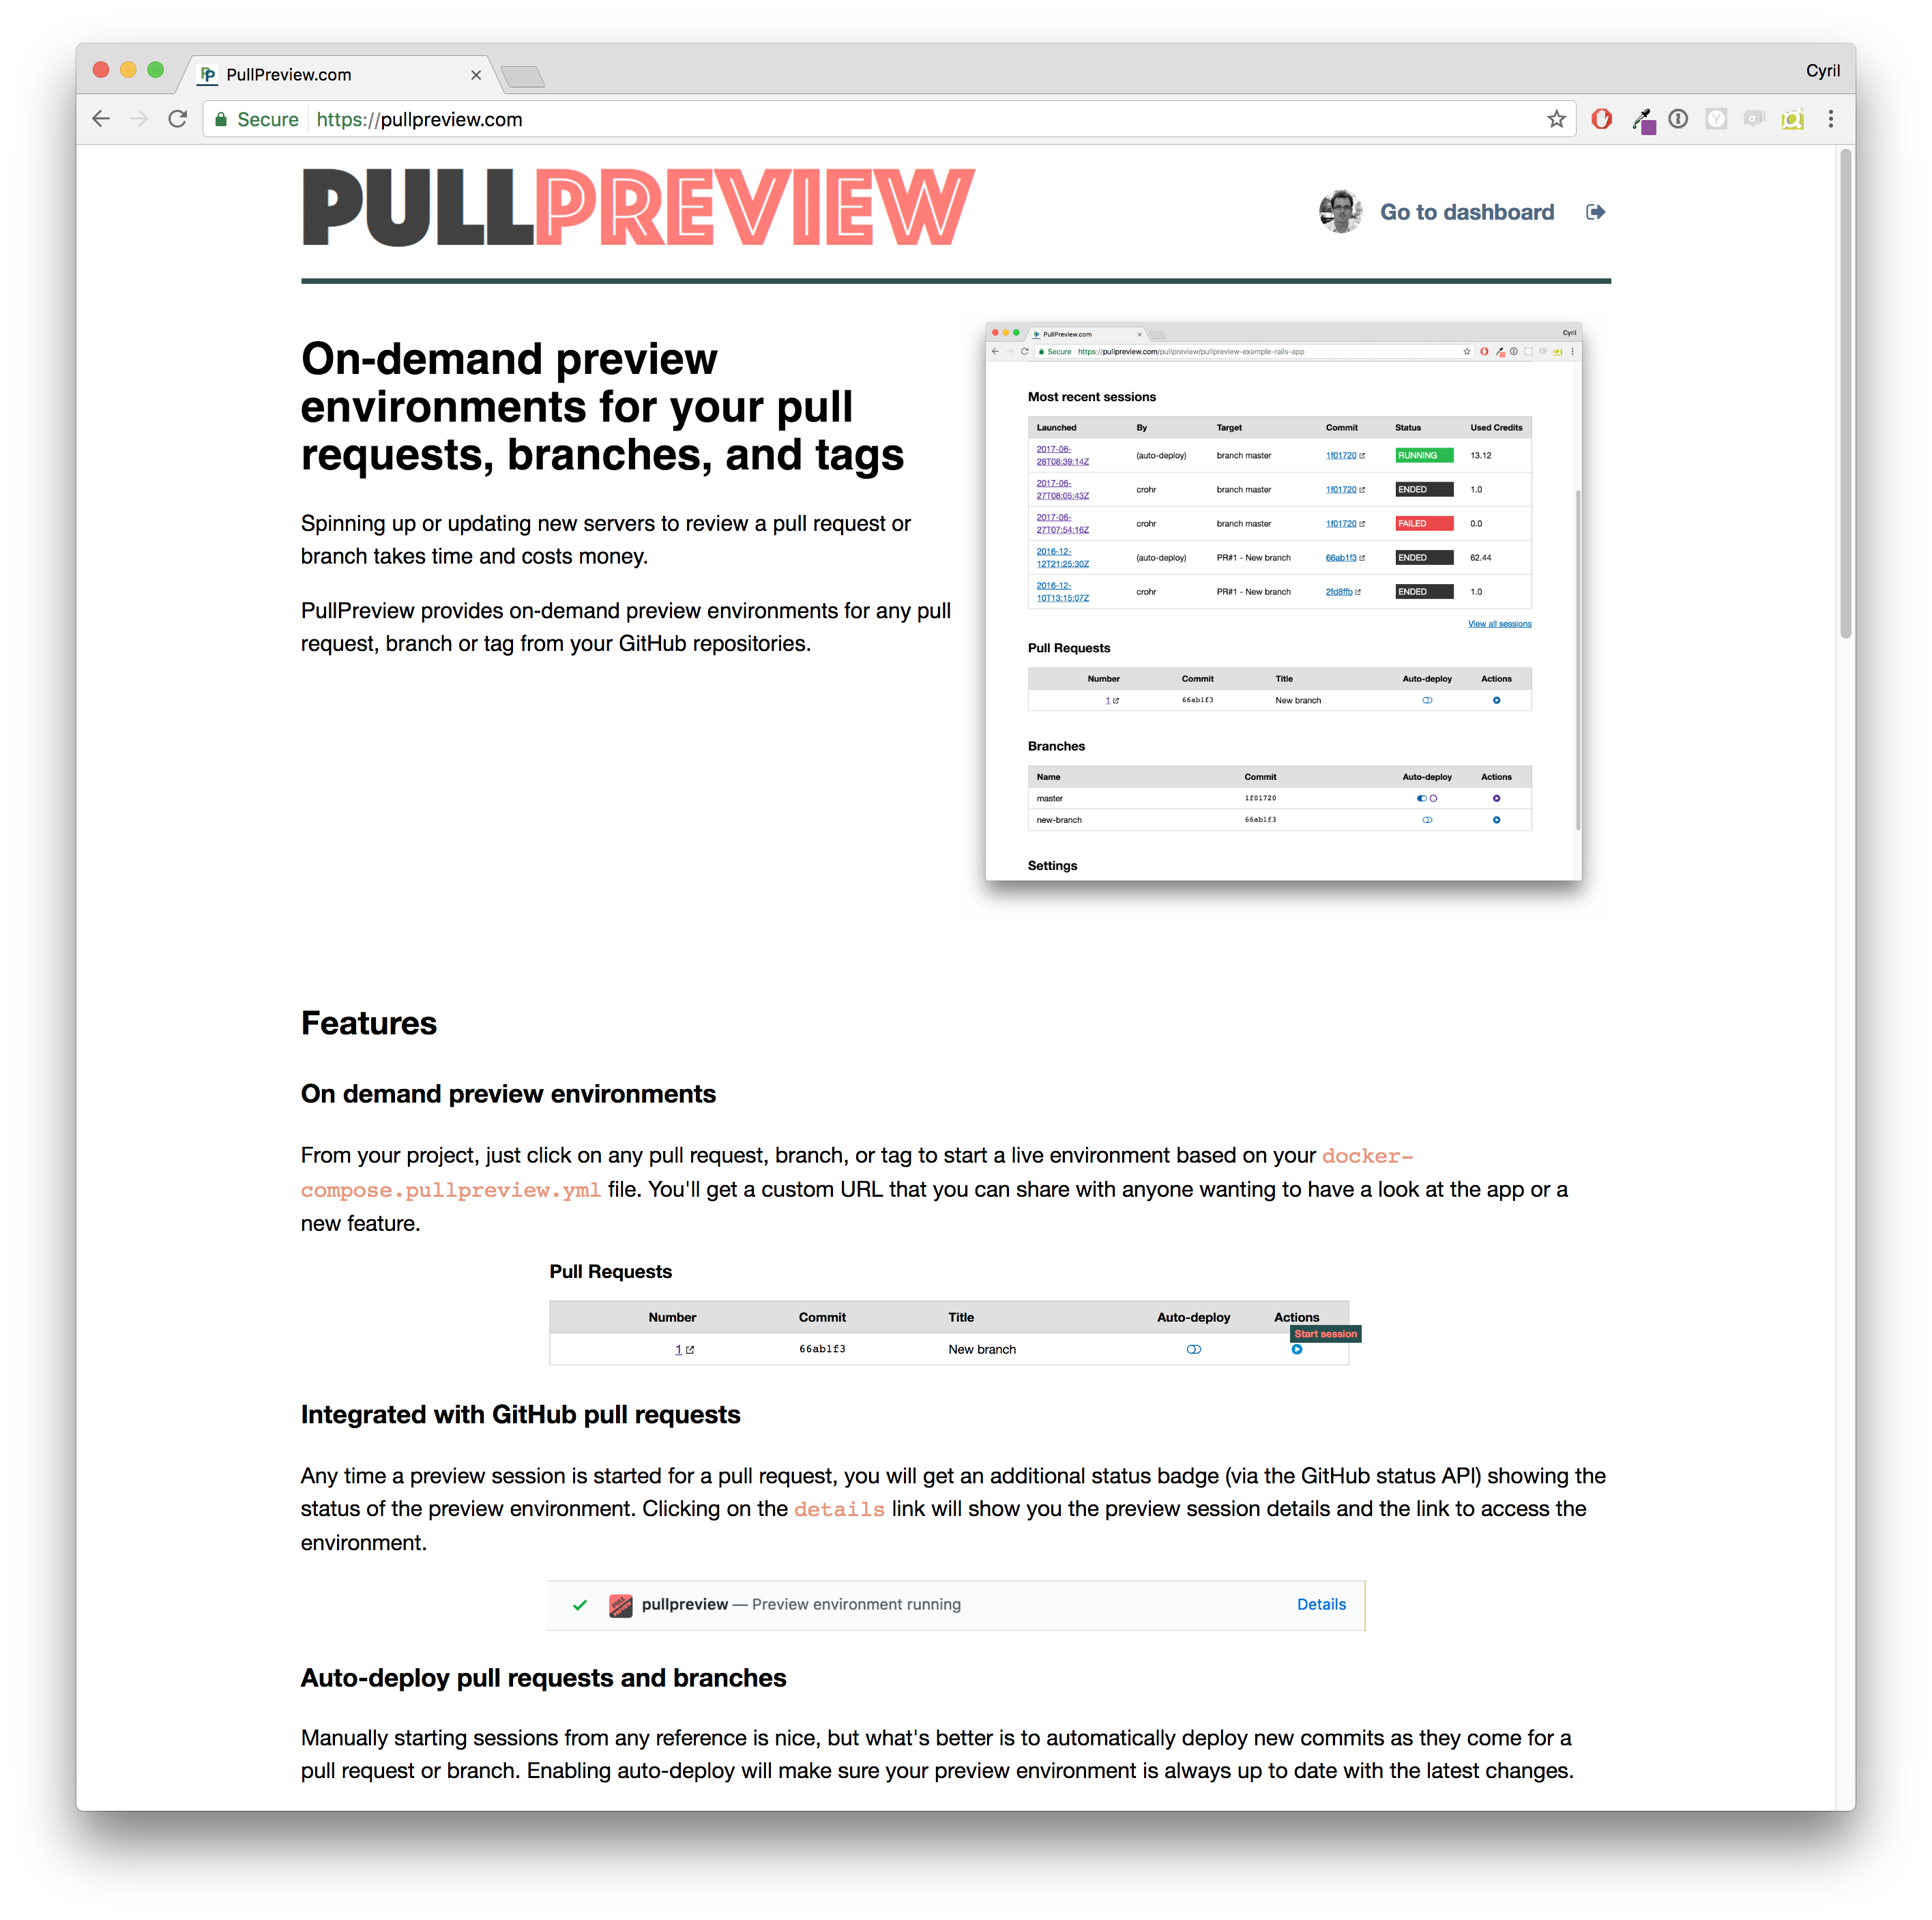 PullPreview.com
Cyril
Secure https://pullpreview.com
PULLPREVIEW
Go to dashboard
On-demand preview
environments for your pull
requests, branches, and tags
Spinning up or updating new servers to review a pull request or
branch takes time and costs money.
PullPreview provides on-demand preview environments for any pull
request, branch or tag from your GitHub repositories.
PullPreview.com
Cyril
Secure https://pullpreview.com/pullpreview/pullpreview-example-rails-app
Most recent sessions
Launched By Target Commit Status Used Credits
2017-06-
28T08:39:14Z (auto-deploy) branch master 1f01720 RUNNING 13.12
2017-06-
27T08:05:43Z crohr branch master 1f01720 ENDED 1.0
2017-06-
27T07:54:16Z crohr branch master 1f01720 FAILED 0.0
2016-12-
12T21:25:30Z (auto-deploy) PR#1 - New branch 66ab1f3 ENDED 62.44
2016-12-
10T13:15:07Z crohr PR#1 - New branch 2fd8ffb ENDED 1.0
View all sessions
Pull Requests
Number Commit Title Auto-deploy Actions
1 66ab1f3 New branch
Branches
Name Commit Auto-deploy Actions
master 1f01720
new-branch 66ab1f3
Settings
Features
On demand preview environments
From your project, just click on any pull request, branch, or tag to start a live environment based on your docker-
compose.pullpreview.yml file. You'll get a custom URL that you can share with anyone wanting to have a look at the app or a
new feature.
Pull Requests
Number Commit Title Auto-deploy Actions
Start session
1 66ab1f3 New branch
Integrated with GitHub pull requests
Any time a preview session is started for a pull request, you will get an additional status badge (via the GitHub status API) showing the
status of the preview environment. Clicking on the details link will show you the preview session details and the link to access the
environment.
pullpreview — Preview environment running Details
Auto-deploy pull requests and branches
Manually starting sessions from any reference is nice, but what's better is to automatically deploy new commits as they come for a
pull request or branch. Enabling auto-deploy will make sure your preview environment is always up to date with the latest changes.